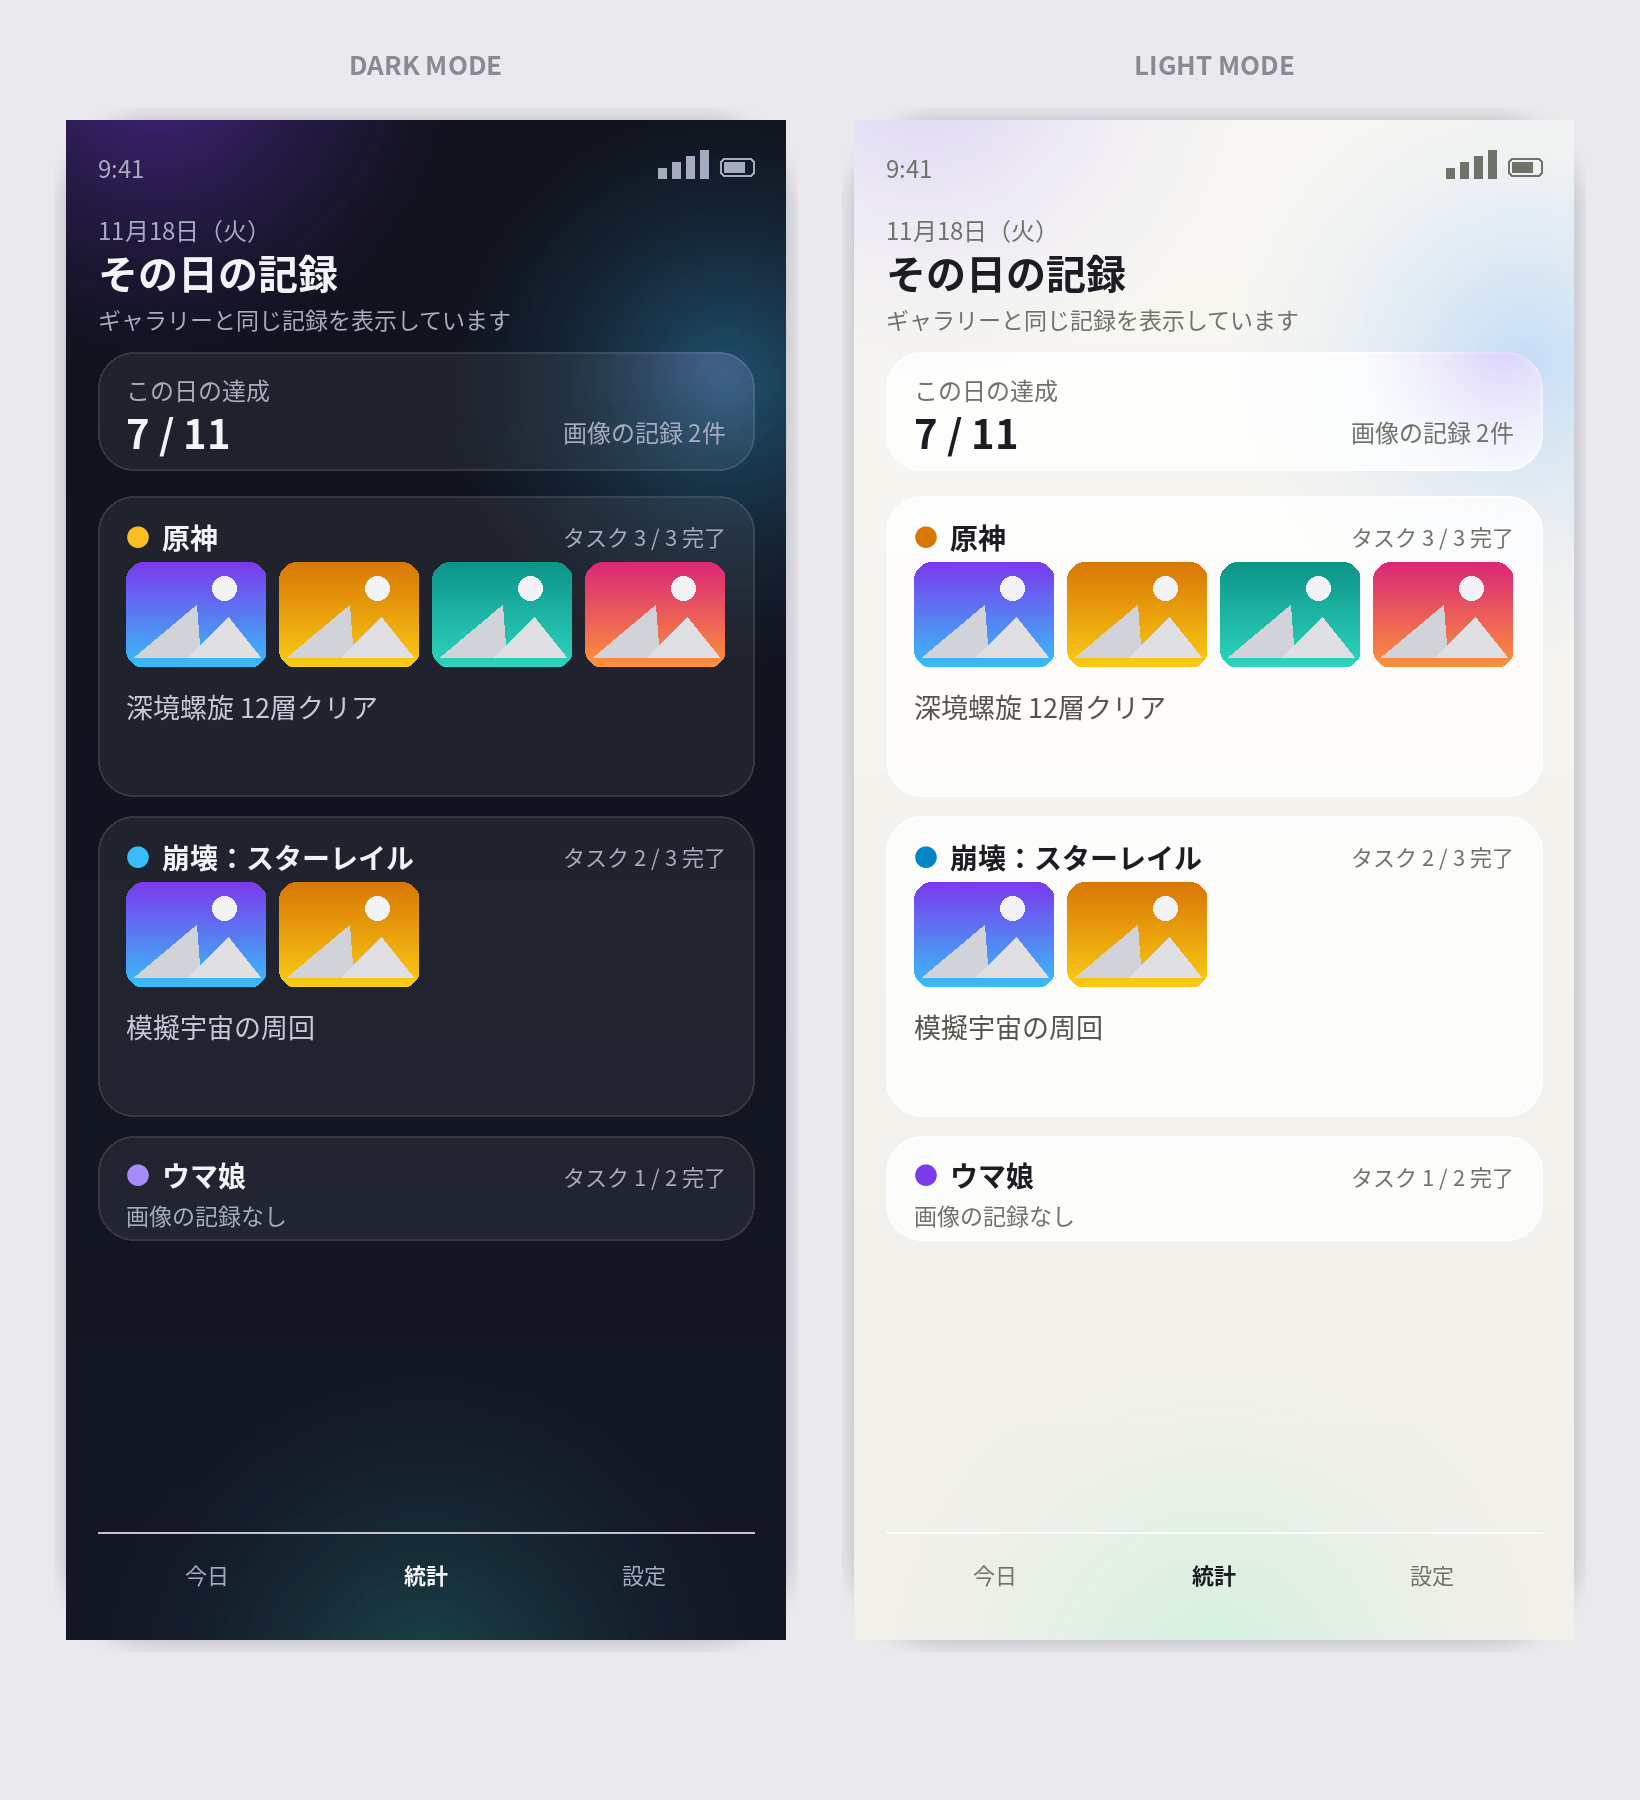 DARK MODE
9:41
11月18日（火）
その日の記録
ギャラリーと同じ記録を表示しています
この日の達成
7 / 11
画像の記録 2件
原神
タスク 3 / 3 完了
深境螺旋 12層クリア
崩壊：スターレイル
タスク 2 / 3 完了
模擬宇宙の周回
ウマ娘
タスク 1 / 2 完了
画像の記録なし
今日
統計
設定
LIGHT MODE
9:41
11月18日（火）
その日の記録
ギャラリーと同じ記録を表示しています
この日の達成
7 / 11
画像の記録 2件
原神
タスク 3 / 3 完了
深境螺旋 12層クリア
崩壊：スターレイル
タスク 2 / 3 完了
模擬宇宙の周回
ウマ娘
タスク 1 / 2 完了
画像の記録なし
今日
統計
設定